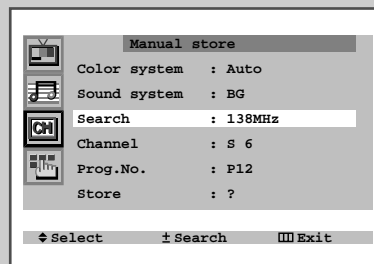 Manual store
Color system : Auto
Sound system : BG
Search : 138MHz
CH
Channel : S 6
Prog.No. : P12
Store : ?
Select ± Search Exit